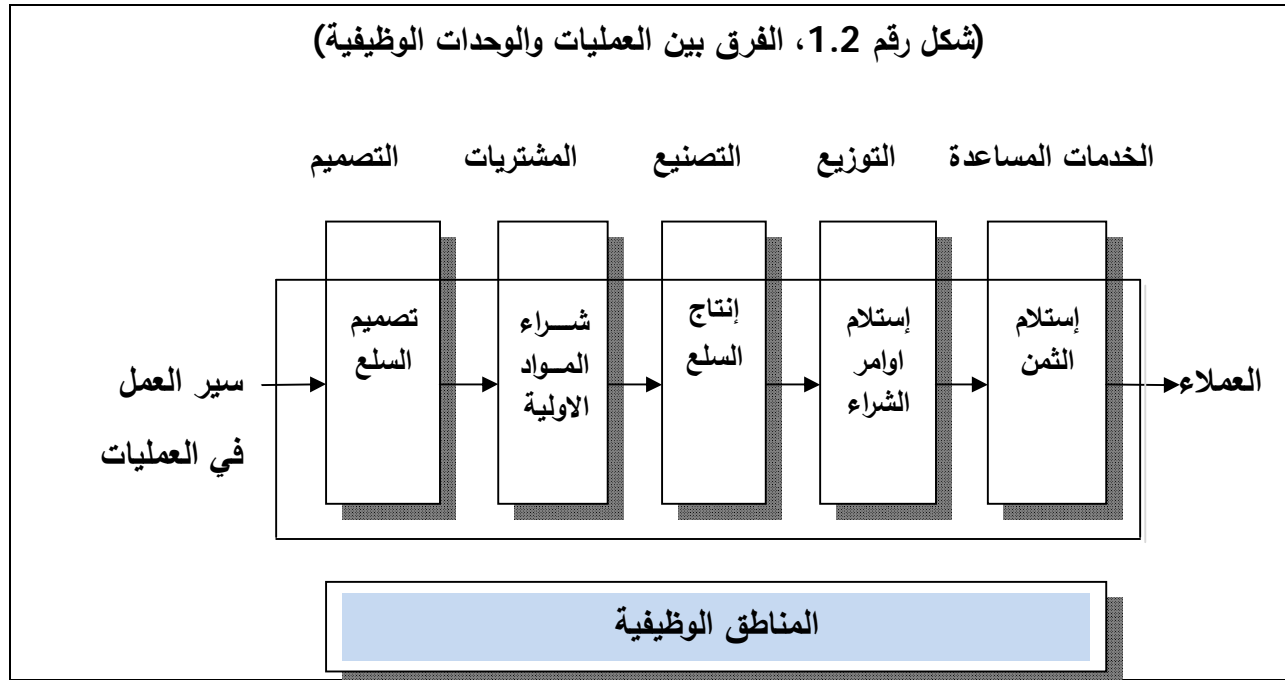 (شكل رقم 1.2، الفرق بين العمليات والوحدات الوظيفية)
التصميم
المشتريات
التصنيع
التوزيع
الخدمات المساعدة
سير العمل
في العمليات
تصميم
السلع
شـــراء
المــواد
الاولية
إنتاج
السلع
إستلام
اوامر
الشراء
إستلام
الثمن
العملاء
المناطق الوظيفية